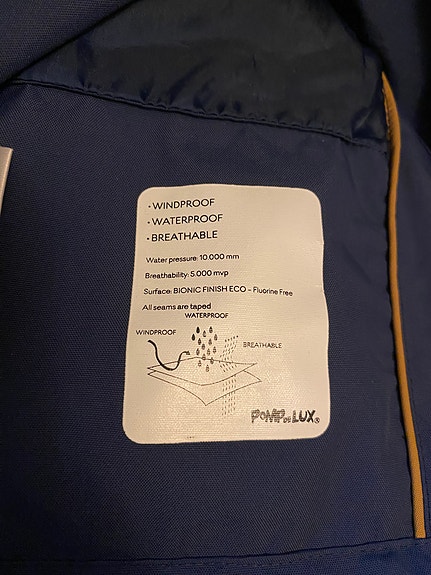 • WINDPROOF
• WATERPROOF
• BREATHABLE
Water pressure: 10.000 mm
Breathability: 5.000 mvp
Surface: BIONIC FINISH ECO – Fluorine Free
All seams are taped
WATERPROOF
WINDPROOF
BREATHABLE
POMP DE LUX®